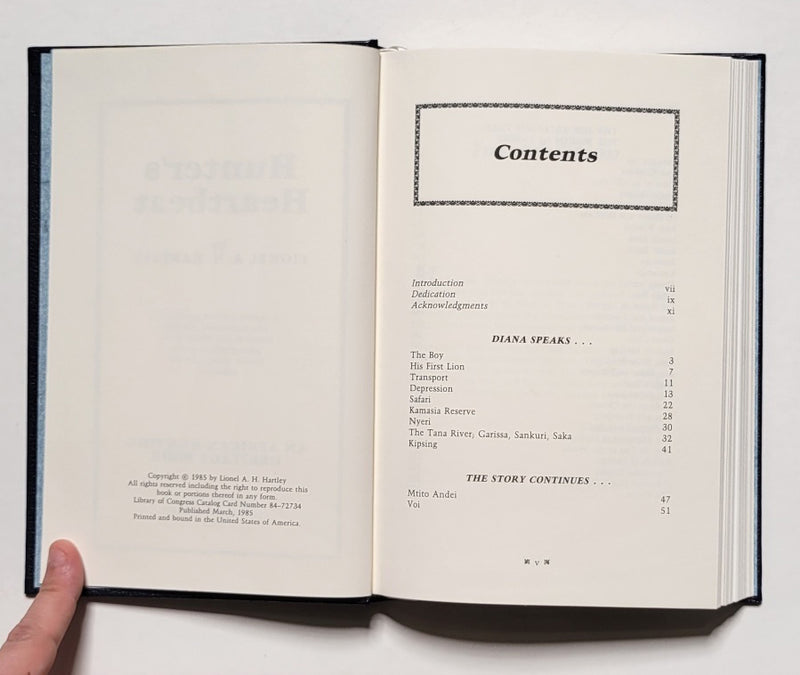 Copyright © 1985 by Lionel A. H. Hartley
All rights reserved including the right to reproduce this
book or portions thereof in any form.
Library of Congress Catalog Card Number 84-72734
Published March, 1985
Printed and bound in the United States of America.
Contents
Introduction vii
Dedication ix
Acknowledgments xi
DIANA SPEAKS . . .
The Boy 3
His First Lion 7
Transport 11
Depression 13
Safari 22
Kamasia Reserve 28
Nyeri 30
The Tana River; Garissa, Sankuri, Saka 32
Kipsing 41
THE STORY CONTINUES . . .
Mtito Andei 47
Voi 51
v